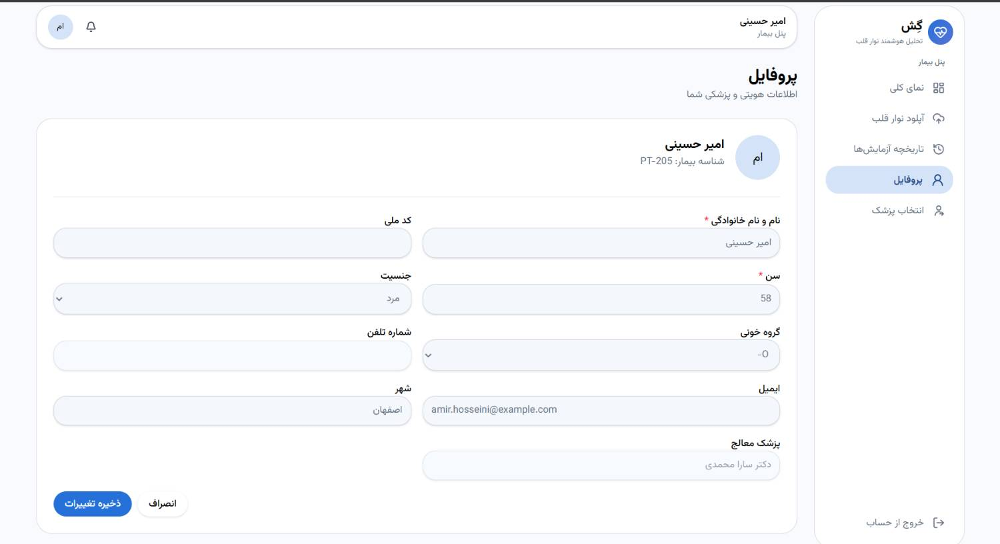 گِش
تحلیل هوشمند نوار قلب
پنل بیمار
نمای کلی
آپلود نوار قلب
تاریخچه آزمایش‌ها
پروفایل
انتخاب پزشک
خروج از حساب
امیر حسینی
پنل بیمار
ام
پروفایل
اطلاعات هویتی و پزشکی شما
ام
امیر حسینی
شناسه بیمار: PT-205
نام و نام خانوادگی *
امیر حسینی
کد ملی
سن *
58
جنسیت
مرد
گروه خونی
O-
شماره تلفن
ایمیل
amir.hosseini@example.com
شهر
اصفهان
پزشک معالج
دکتر سارا محمدی
انصراف
ذخیره تغییرات